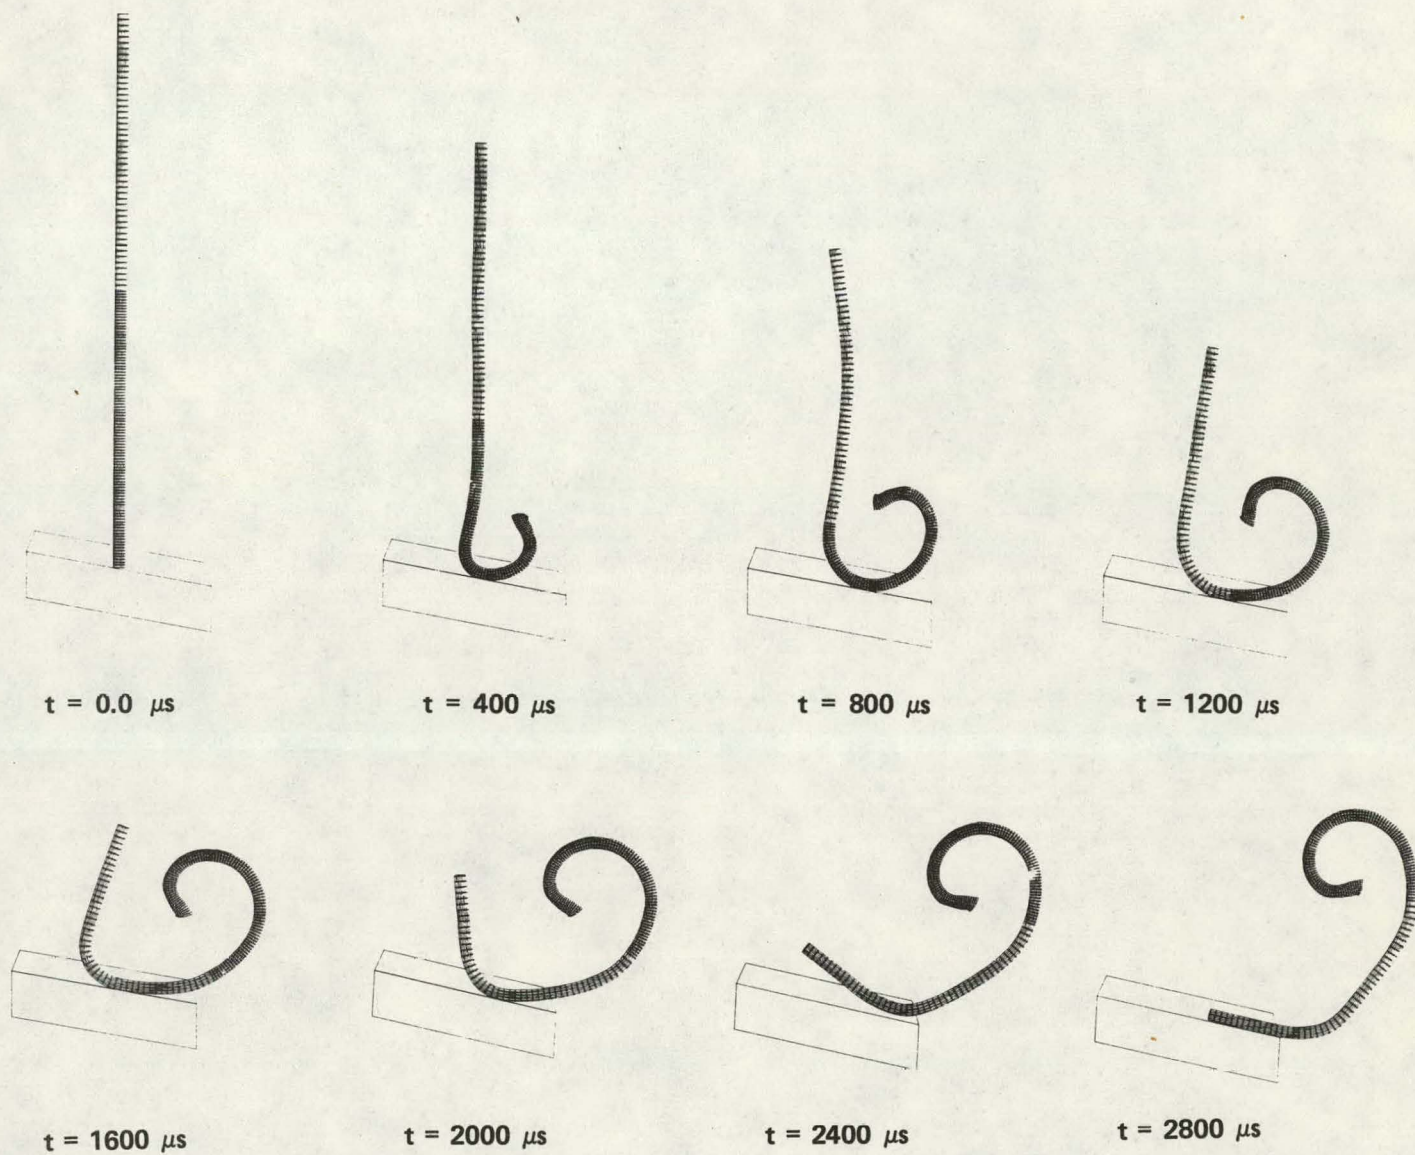 t = 0.0 μs
t = 400 μs
t = 800 μs
t = 1200 μs
t = 1600 μs
t = 2000 μs
t = 2400 μs
t = 2800 μs